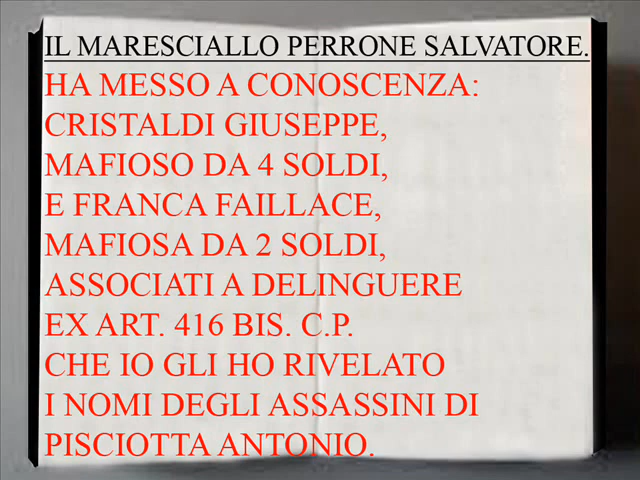 IL MARESCIALLO PERRONE SALVATORE.
HA MESSO A CONOSCENZA:
CRISTALDI GIUSEPPE,
MAFIOSO DA 4 SOLDI,
E FRANCA FAILLACE,
MAFIOSA DA 2 SOLDI,
ASSOCIATI A DELINGUERE
EX ART. 416 BIS. C.P.
CHE IO GLI HO RIVELATO
I NOMI DEGLI ASSASSINI DI
PISCIOTTA ANTONIO.